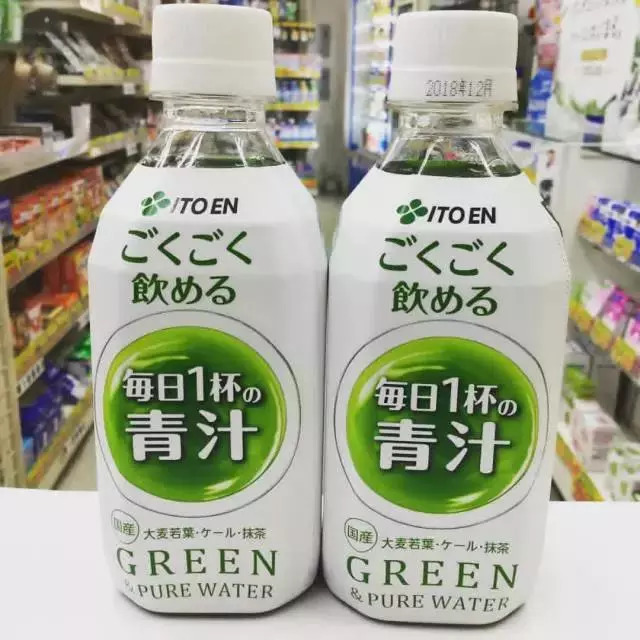 ITO EN
ごくごく
飲める
毎日1杯の
青汁
国産 大麦若葉・ケール・抹茶
GREEN
& PURE WATER
2018年12月
ITO EN
ごくごく
飲める
毎日1杯の
青汁
国産 大麦若葉・ケール・抹茶
GREEN
& PURE WATER